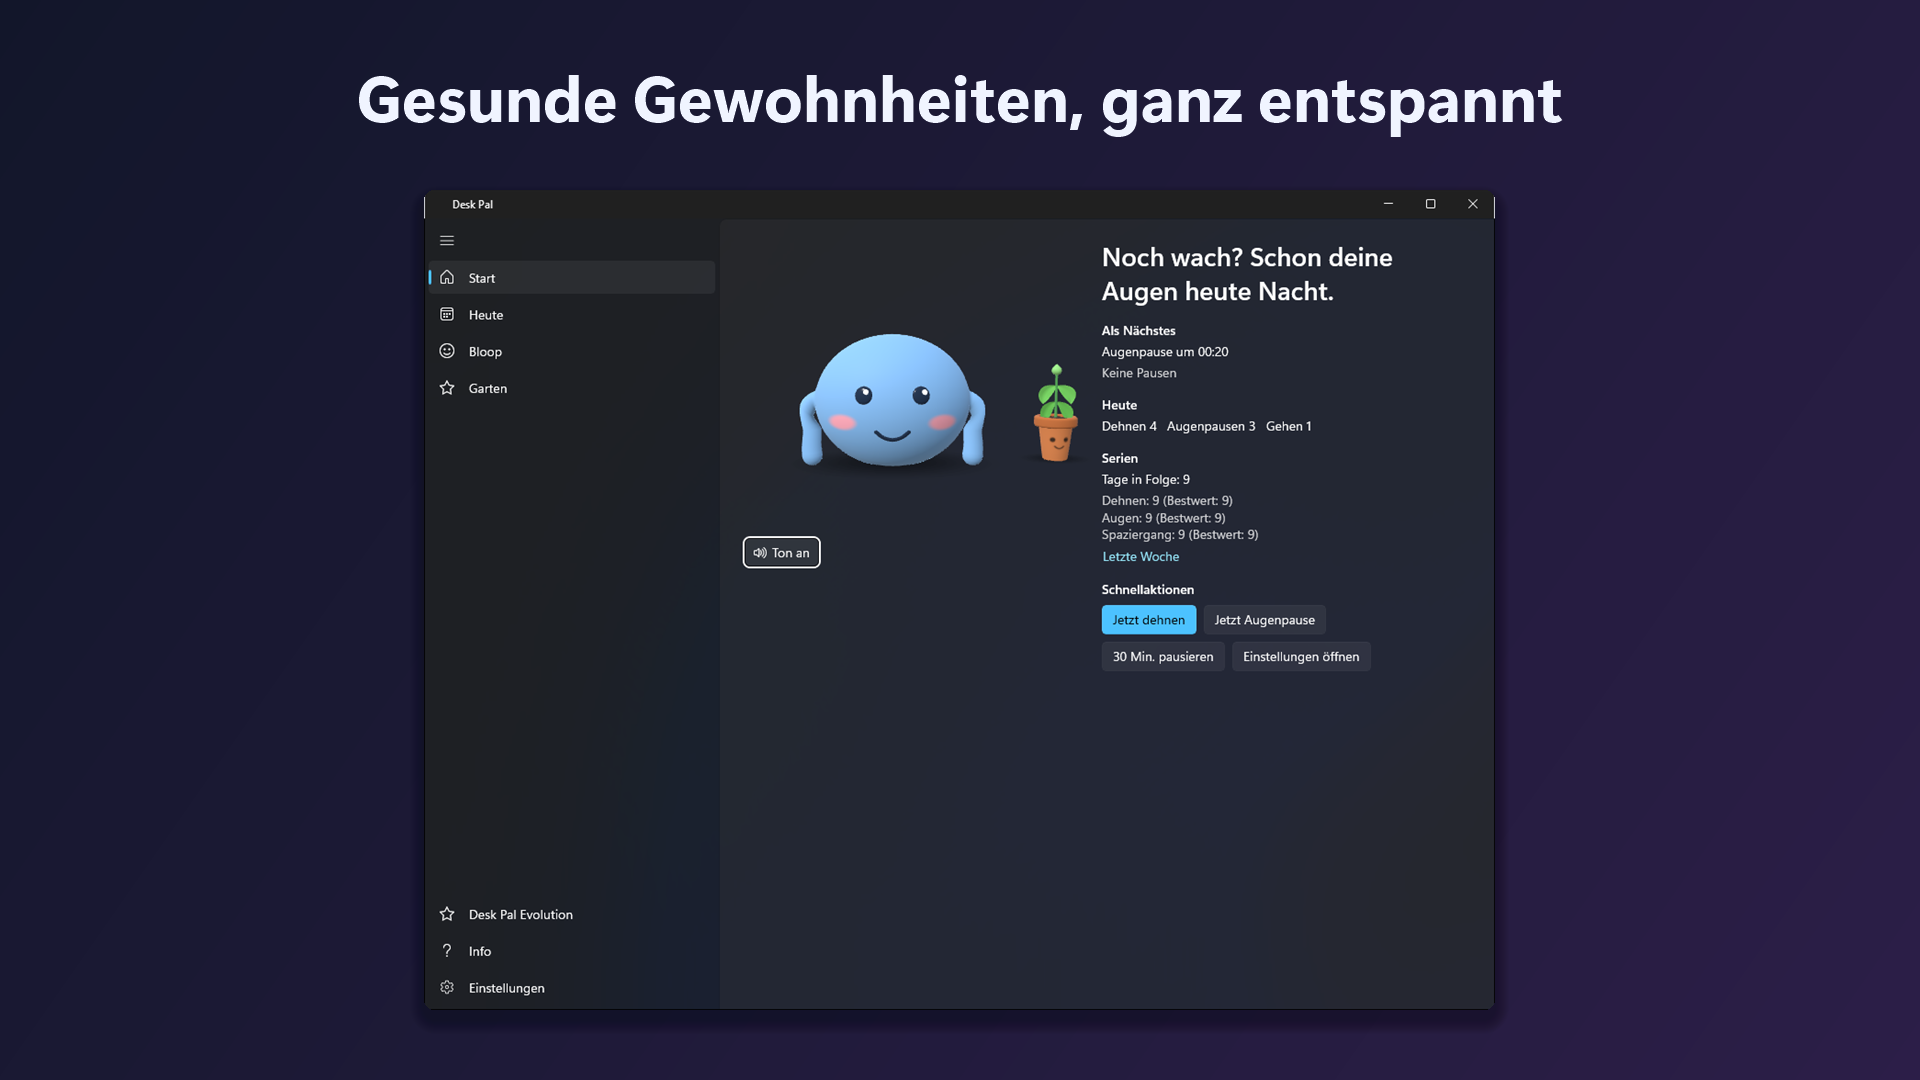 Gesunde Gewohnheiten, ganz entspannt
Desk Pal
Start
Heute
Bloop
Garten
Desk Pal Evolution
Info
Einstellungen
Ton an
Noch wach? Schon deine
Augen heute Nacht.
Als Nächstes
Augenpause um 00:20
Keine Pausen
Heute
Dehnen 4 Augenpausen 3 Gehen 1
Serien
Tage in Folge: 9
Dehnen: 9 (Bestwert: 9)
Augen: 9 (Bestwert: 9)
Spaziergang: 9 (Bestwert: 9)
Letzte Woche
Schnellaktionen
Jetzt dehnen Jetzt Augenpause
30 Min. pausieren Einstellungen öffnen